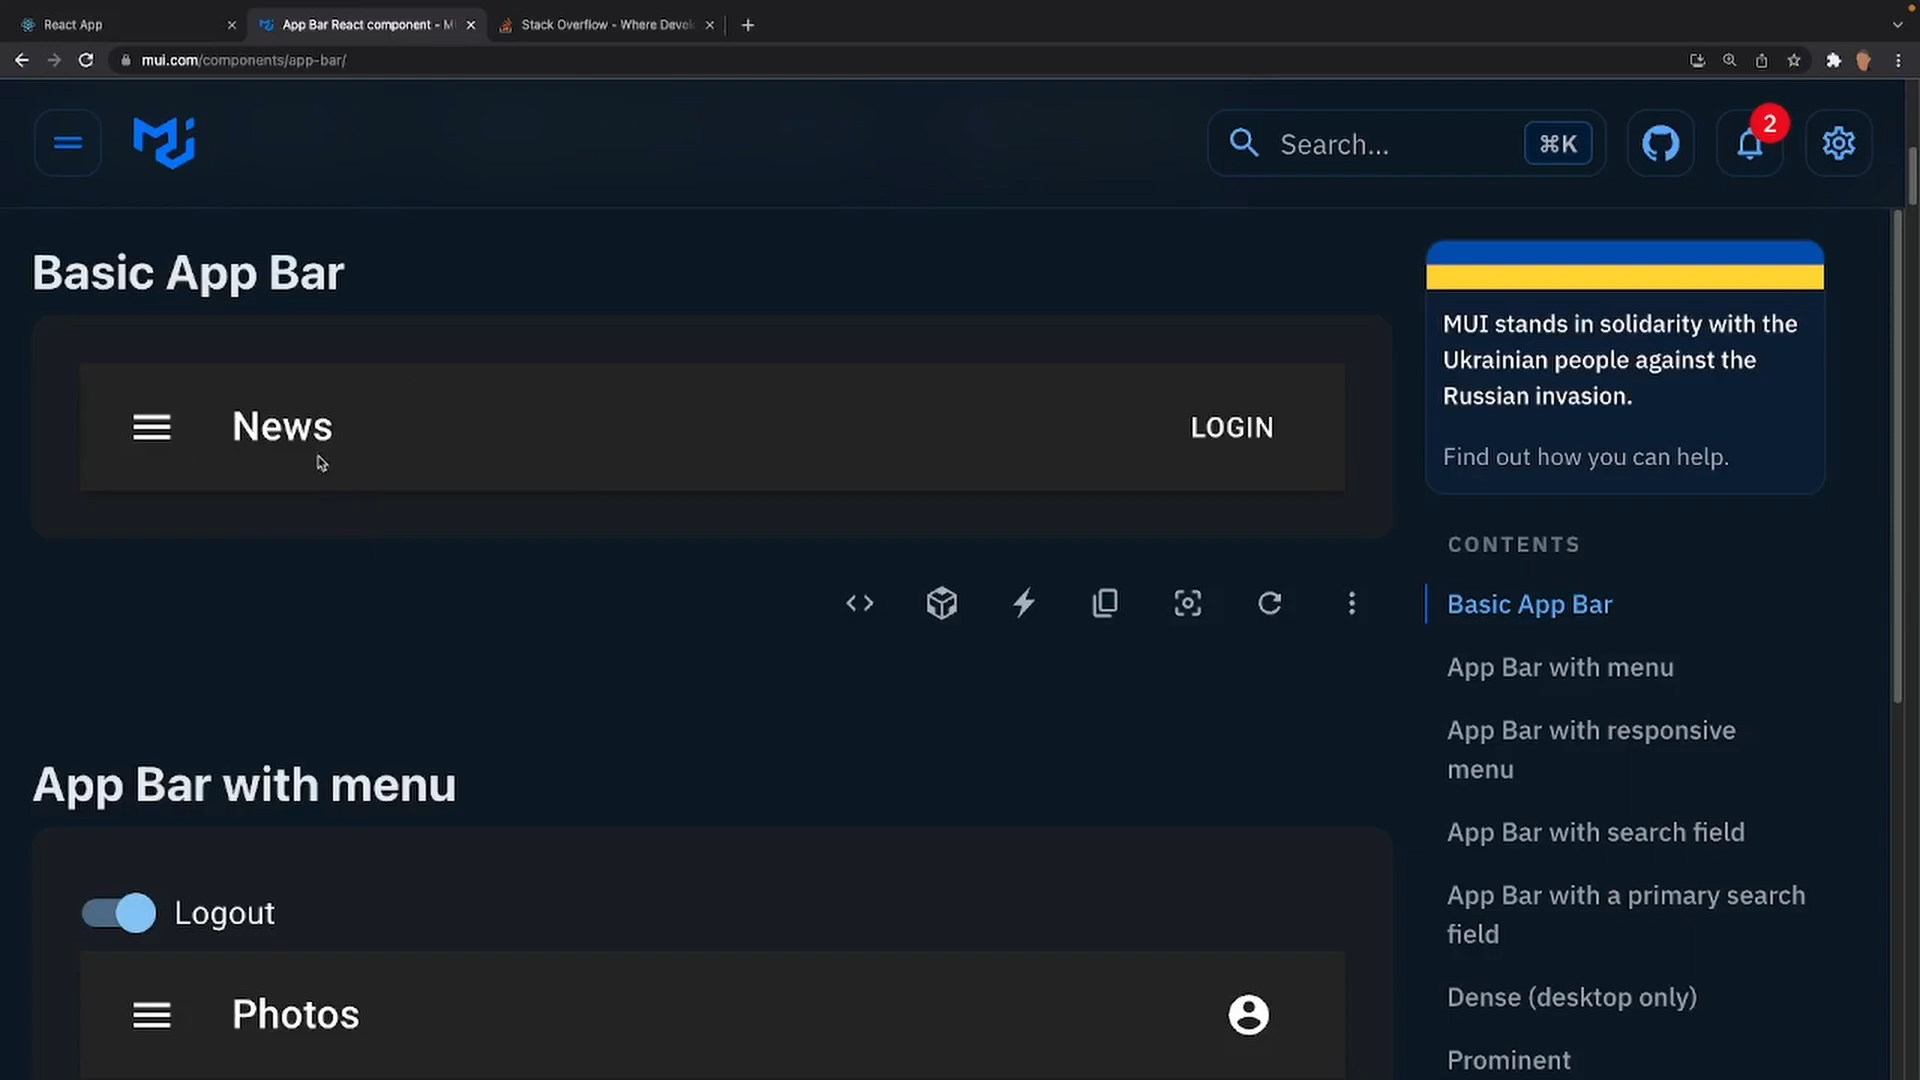 React App
App Bar React component - M
Stack Overflow - Where Devel
mui.com/components/app-bar/
Search...
⌘K
2
Basic App Bar
News
LOGIN
MUI stands in solidarity with the
Ukrainian people against the
Russian invasion.
Find out how you can help.
CONTENTS
Basic App Bar
App Bar with menu
App Bar with responsive
menu
App Bar with search field
App Bar with a primary search
field
Dense (desktop only)
Prominent
App Bar with menu
Logout
Photos